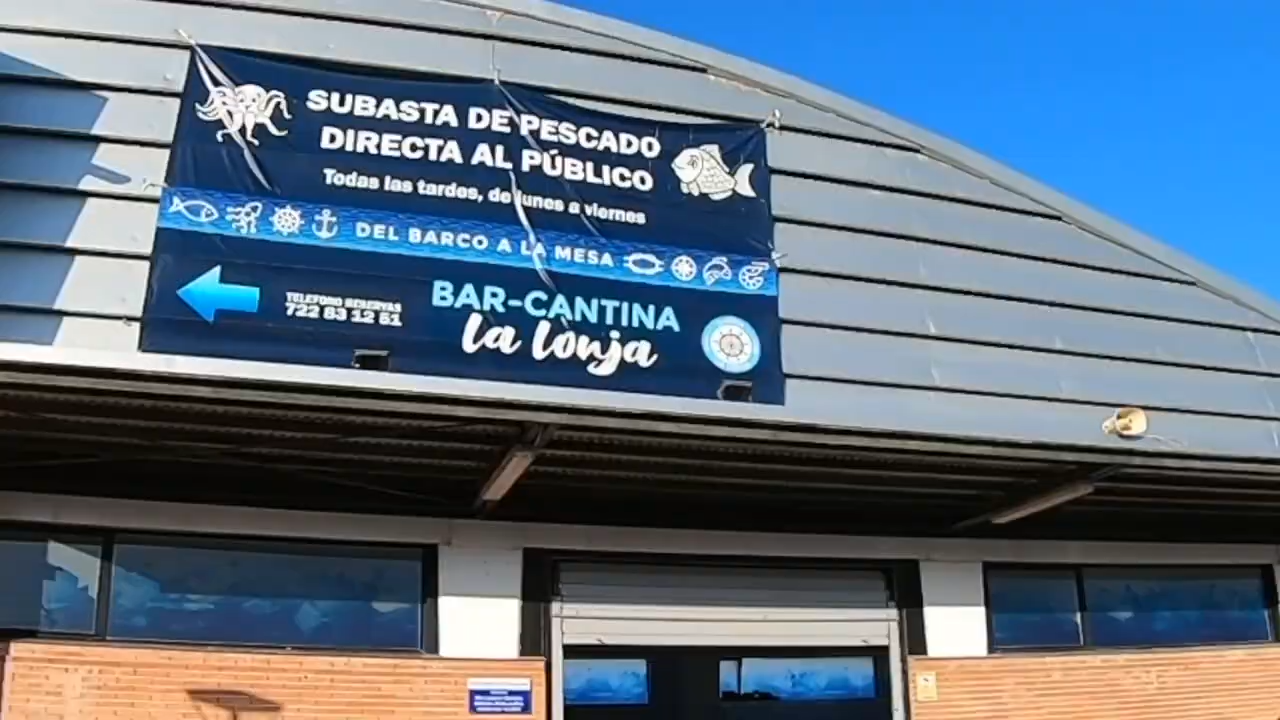 SUBASTA DE PESCADO
DIRECTA AL PÚBLICO
Todas las tardes, de lunes a viernes
DEL BARCO A LA MESA
TELEFONO RESERVAS
722 83 12 51
BAR-CANTINA
la lonja